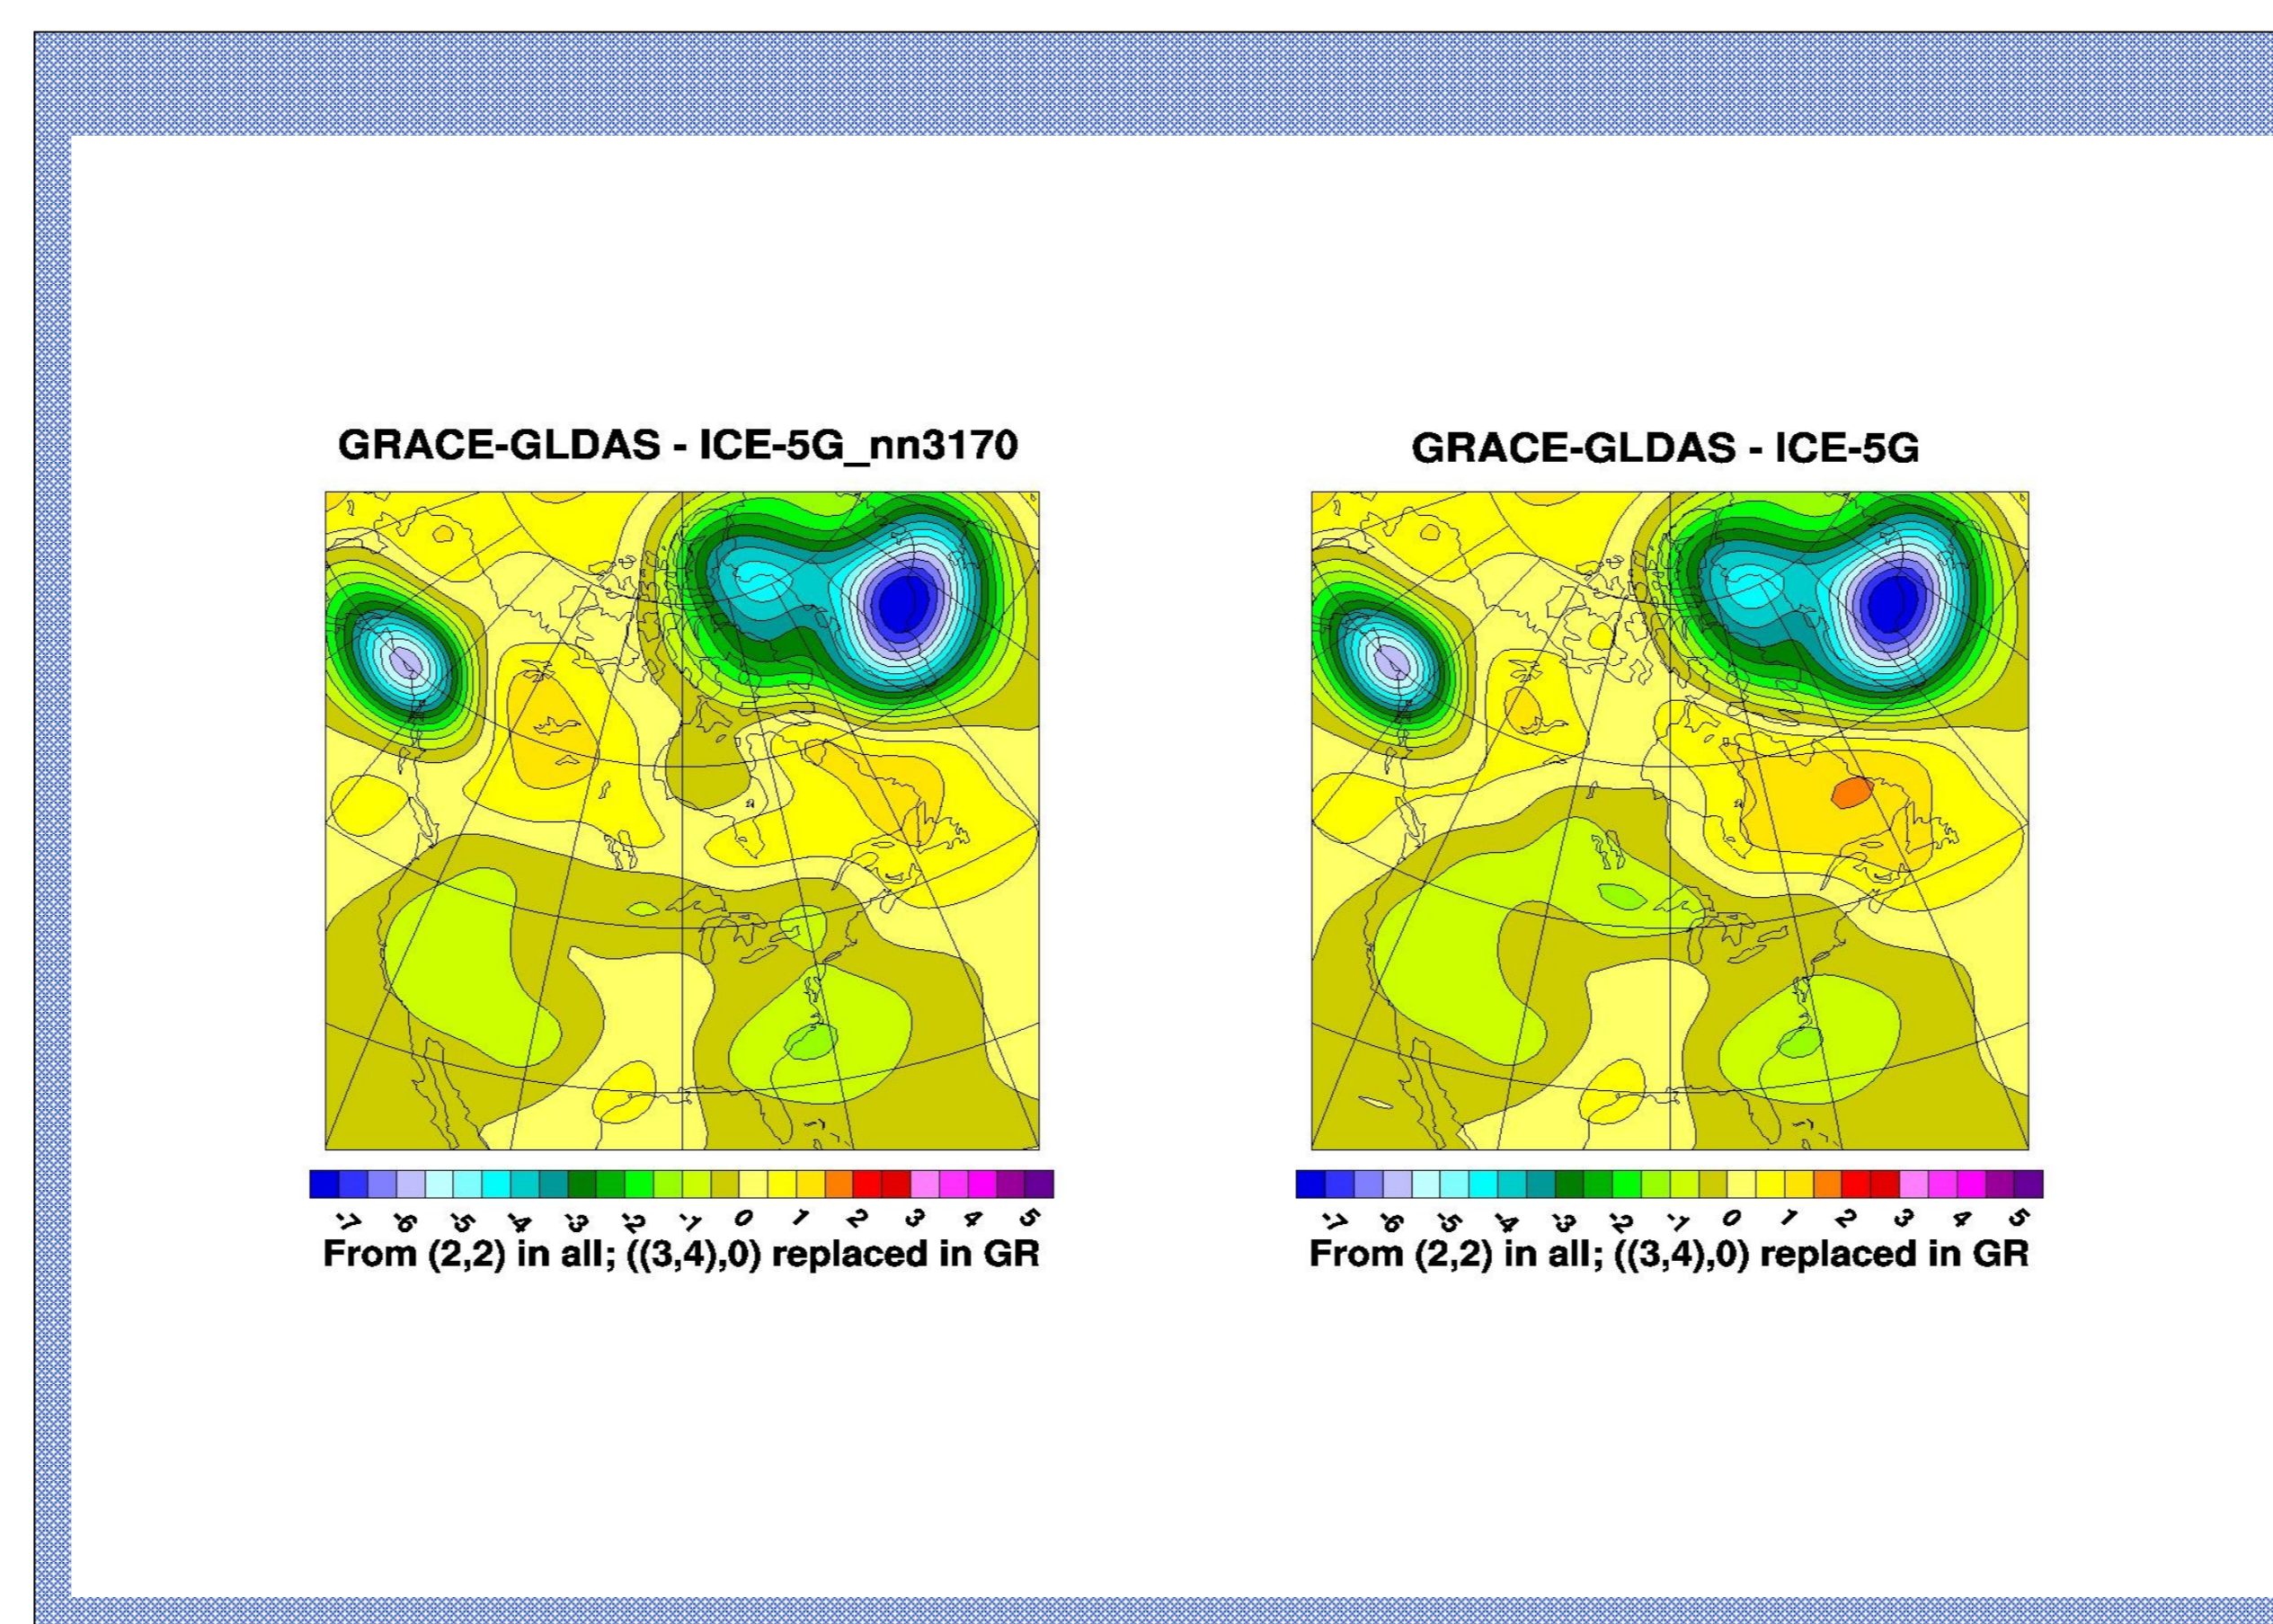 GRACE-GLDAS - ICE-5G_nn3170
-7 -6 -5 -4 -3 -2 -1 0 1 2 3 4 5
From (2,2) in all; ((3,4),0) replaced in GR
GRACE-GLDAS - ICE-5G
-7 -6 -5 -4 -3 -2 -1 0 1 2 3 4 5
From (2,2) in all; ((3,4),0) replaced in GR